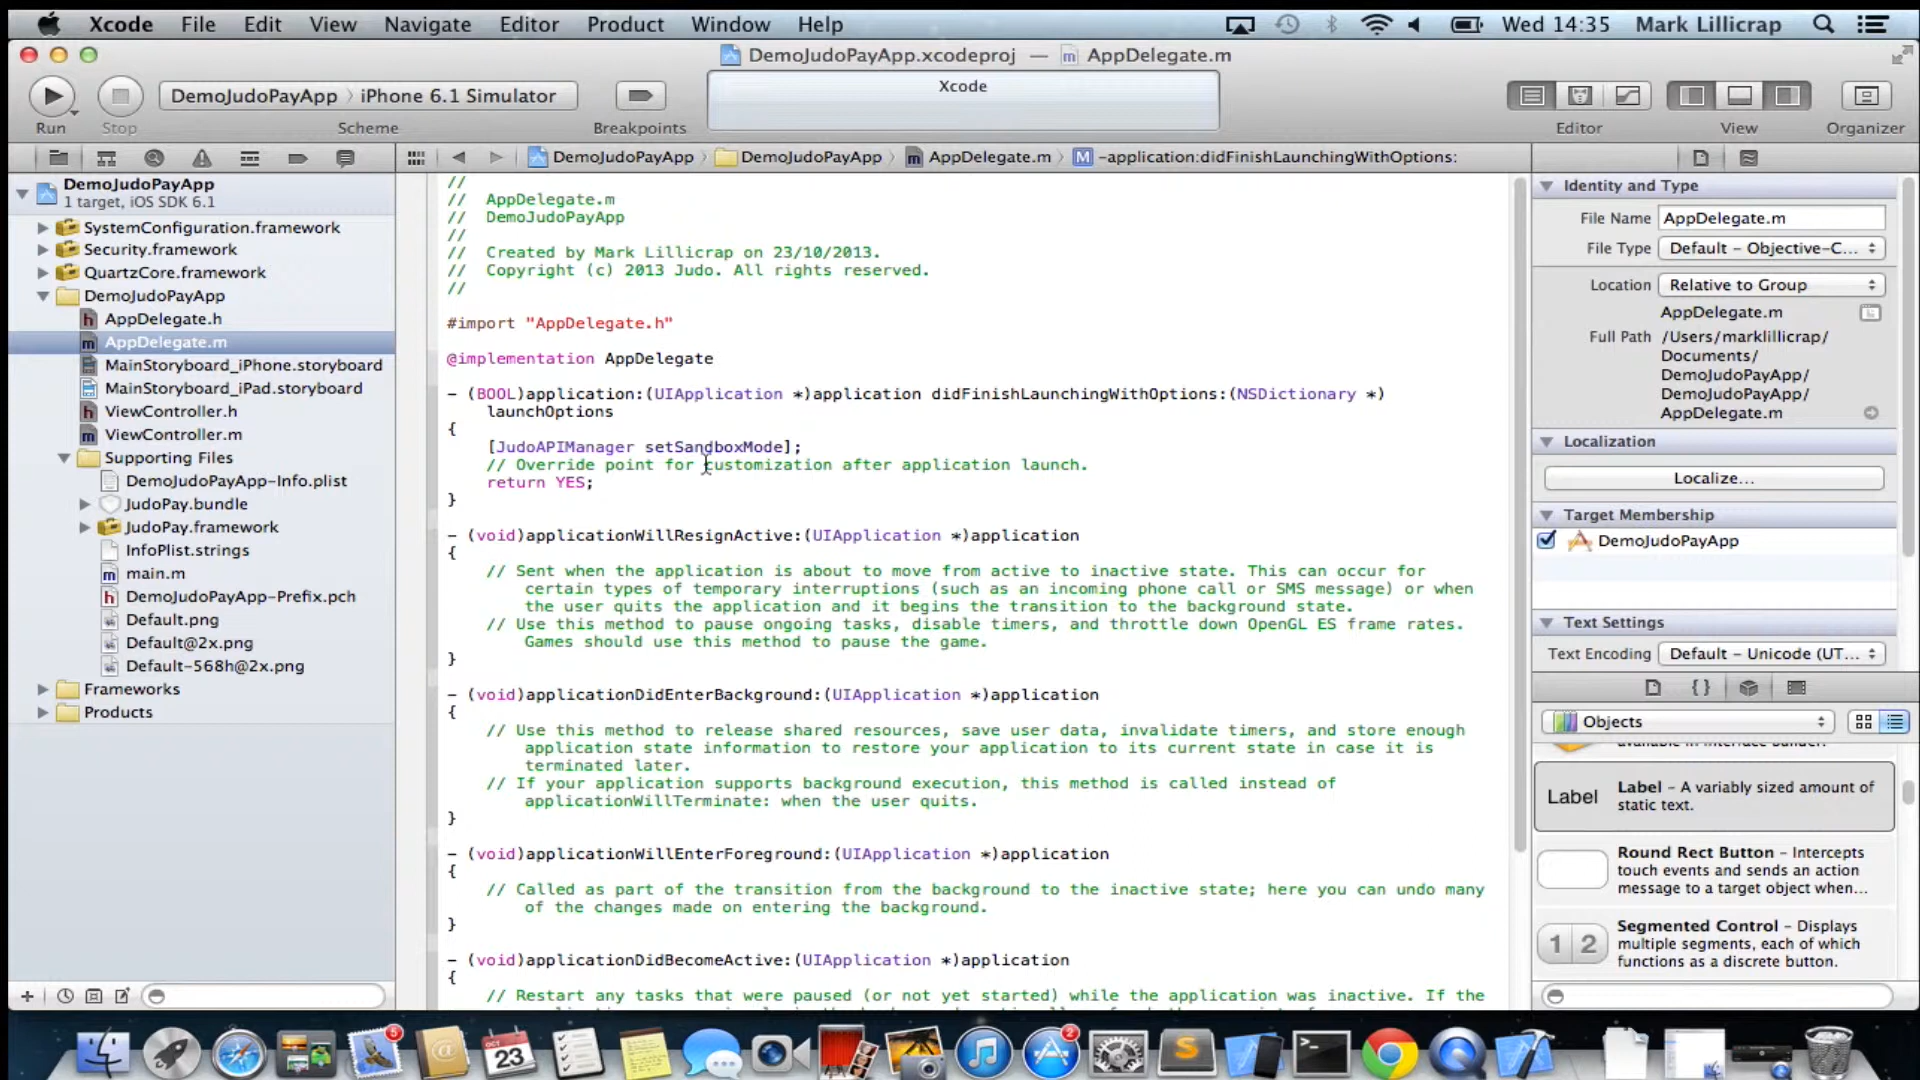 Xcode File Edit View Navigate Editor Product Window Help Wed 14:35 Mark Lillicrap
DemoJudoPayApp.xcodeproj — AppDelegate.m
DemoJudoPayApp iPhone 6.1 Simulator
Xcode
Run Stop Scheme Breakpoints Editor View Organizer
DemoJudoPayApp DemoJudoPayApp AppDelegate.m M -application:didFinishLaunchingWithOptions:
DemoJudoPayApp
1 target, iOS SDK 6.1
SystemConfiguration.framework
Security.framework
QuartzCore.framework
DemoJudoPayApp
h AppDelegate.h
m AppDelegate.m
MainStoryboard_iPhone.storyboard
MainStoryboard_iPad.storyboard
h ViewController.h
m ViewController.m
Supporting Files
DemoJudoPayApp-Info.plist
JudoPay.bundle
JudoPay.framework
InfoPlist.strings
m main.m
h DemoJudoPayApp-Prefix.pch
Default.png
Default@2x.png
Default-568h@2x.png
Frameworks
Products
//
// AppDelegate.m
// DemoJudoPayApp
//
// Created by Mark Lillicrap on 23/10/2013.
// Copyright (c) 2013 Judo. All rights reserved.
//
#import "AppDelegate.h"
@implementation AppDelegate
- (BOOL)application:(UIApplication *)application didFinishLaunchingWithOptions:(NSDictionary *)
launchOptions
{
[JudoAPIManager setSandboxMode];
// Override point for customization after application launch.
return YES;
}
- (void)applicationWillResignActive:(UIApplication *)application
{
// Sent when the application is about to move from active to inactive state. This can occur for
certain types of temporary interruptions (such as an incoming phone call or SMS message) or when
the user quits the application and it begins the transition to the background state.
// Use this method to pause ongoing tasks, disable timers, and throttle down OpenGL ES frame rates.
Games should use this method to pause the game.
}
- (void)applicationDidEnterBackground:(UIApplication *)application
{
// Use this method to release shared resources, save user data, invalidate timers, and store enough
application state information to restore your application to its current state in case it is
terminated later.
// If your application supports background execution, this method is called instead of
applicationWillTerminate: when the user quits.
}
- (void)applicationWillEnterForeground:(UIApplication *)application
{
// Called as part of the transition from the background to the inactive state; here you can undo many
of the changes made on entering the background.
}
- (void)applicationDidBecomeActive:(UIApplication *)application
{
// Restart any tasks that were paused (or not yet started) while the application was inactive. If the
Identity and Type
File Name AppDelegate.m
File Type Default - Objective-C...
Location Relative to Group
AppDelegate.m
Full Path /Users/marklillicrap/
Documents/
DemoJudoPayApp/
DemoJudoPayApp/
AppDelegate.m
Localization
Localize...
Target Membership
DemoJudoPayApp
Text Settings
Text Encoding Default - Unicode (UT...
{}
Objects
available in Interface Builder.
Label Label - A variably sized amount of
static text.
Round Rect Button - Intercepts
touch events and sends an action
message to a target object when...
1 2 Segmented Control - Displays
multiple segments, each of which
functions as a discrete button.
5
OCT
23
2